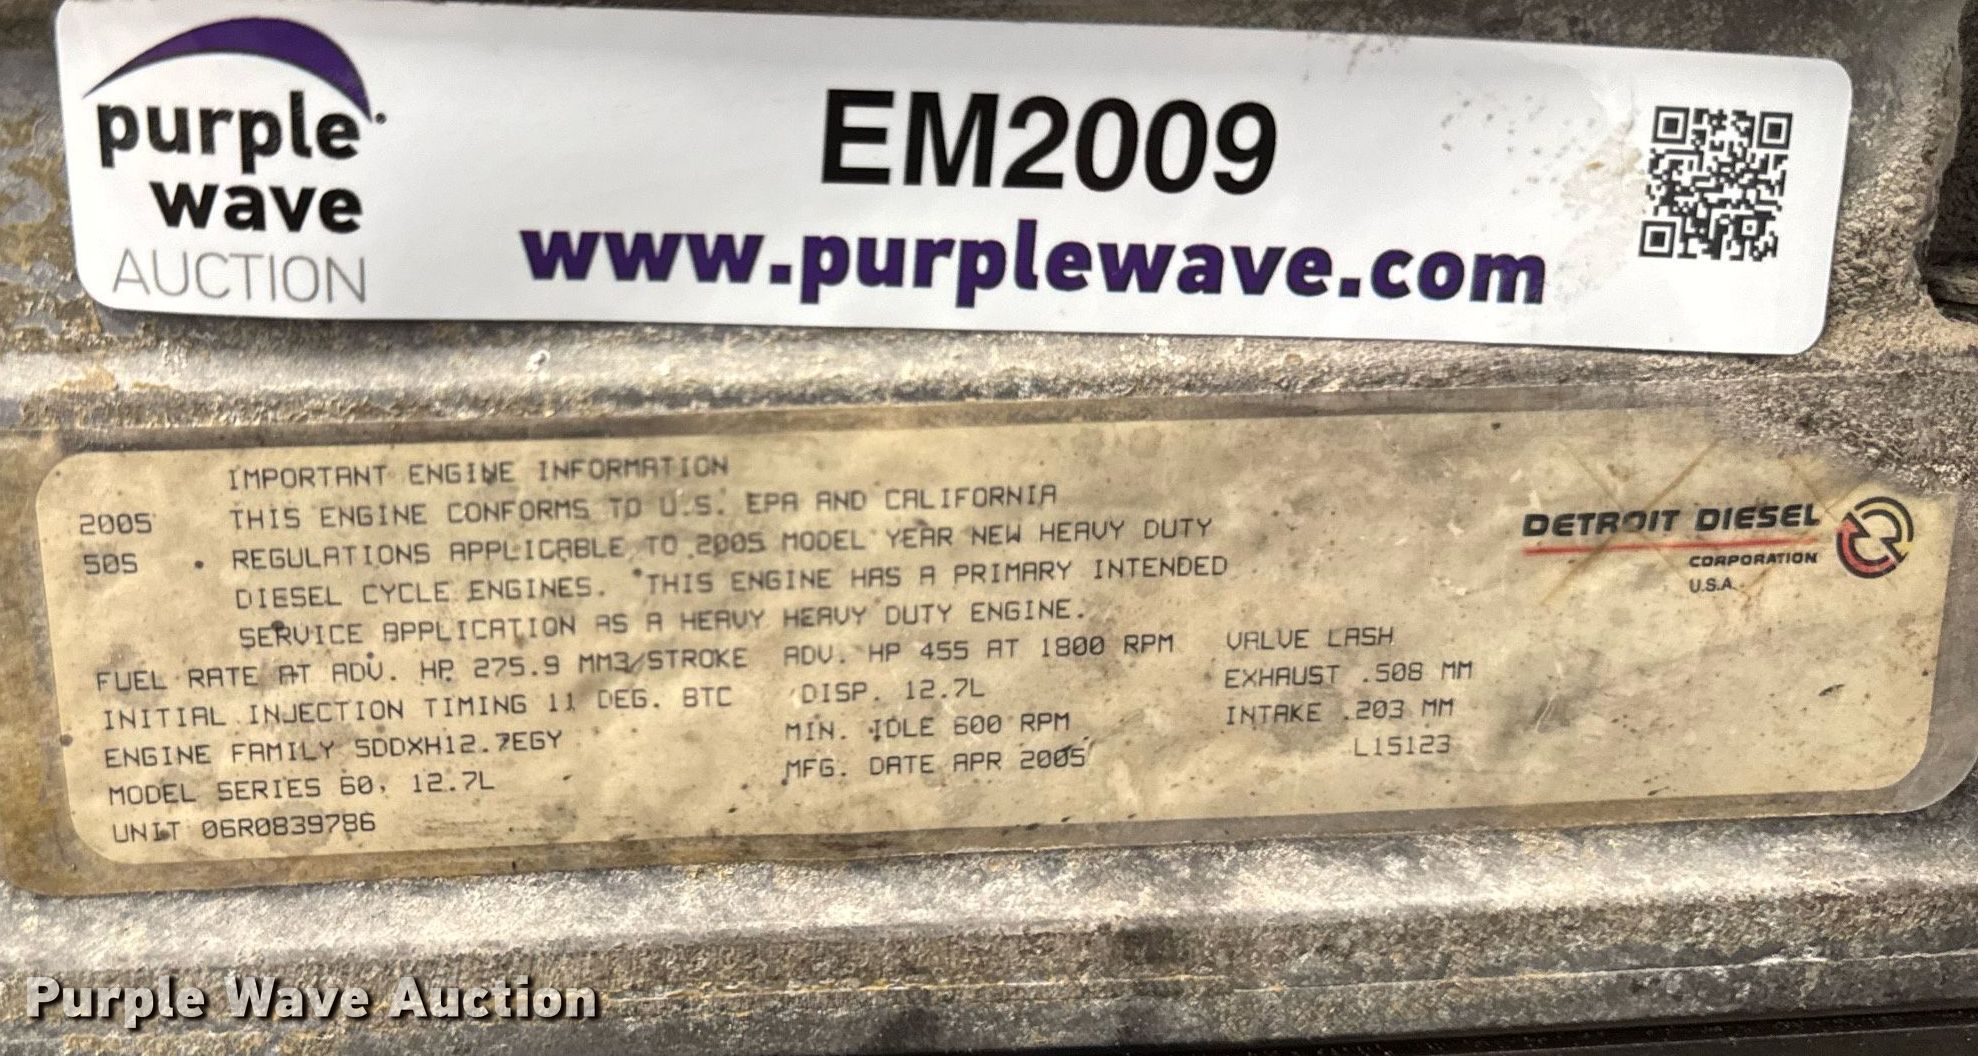 purple
wave
AUCTION
EM2009
www.purplewave.com
IMPORTANT ENGINE INFORMATION
2005 THIS ENGINE CONFORMS TO U.S. EPA AND CALIFORNIA
50S REGULATIONS APPLICABLE TO 2005 MODEL YEAR NEW HEAVY DUTY
DIESEL CYCLE ENGINES. THIS ENGINE HAS A PRIMARY INTENDED
SERVICE APPLICATION AS A HEAVY HEAVY DUTY ENGINE.
DETROIT DIESEL
CORPORATION
U.S.A.
FUEL RATE AT ADV. HP 275.9 MM3/STROKE ADV. HP 455 AT 1800 RPM VALVE LASH
INITIAL INJECTION TIMING 11 DEG. BTC DISP. 12.7L EXHAUST .508 MM
ENGINE FAMILY 5DDXH12.7EGY MIN. IDLE 600 RPM INTAKE .203 MM
MODEL SERIES 60, 12.7L MFG. DATE APR 2005 L15123
UNIT 06R0839786
Purple Wave Auction